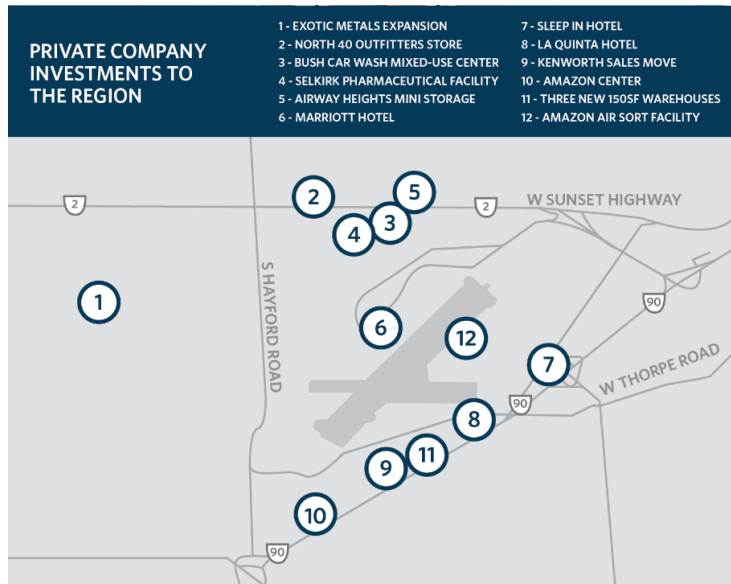 PRIVATE COMPANY
INVESTMENTS TO
THE REGION
1 - EXOTIC METALS EXPANSION
2 - NORTH 40 OUTFITTERS STORE
3 - BUSH CAR WASH MIXED-USE CENTER
4 - SELKIRK PHARMACEUTICAL FACILITY
5 - AIRWAY HEIGHTS MINI STORAGE
6 - MARRIOTT HOTEL
7 - SLEEP IN HOTEL
8 - LA QUINTA HOTEL
9 - KENWORTH SALES MOVE
10 - AMAZON CENTER
11 - THREE NEW 150SF WAREHOUSES
12 - AMAZON AIR SORT FACILITY
2
2
5
2
W SUNSET HIGHWAY
3
4
S HAYFORD ROAD
1
90
6
12
7
W THORPE ROAD
90
8
11
9
10
90